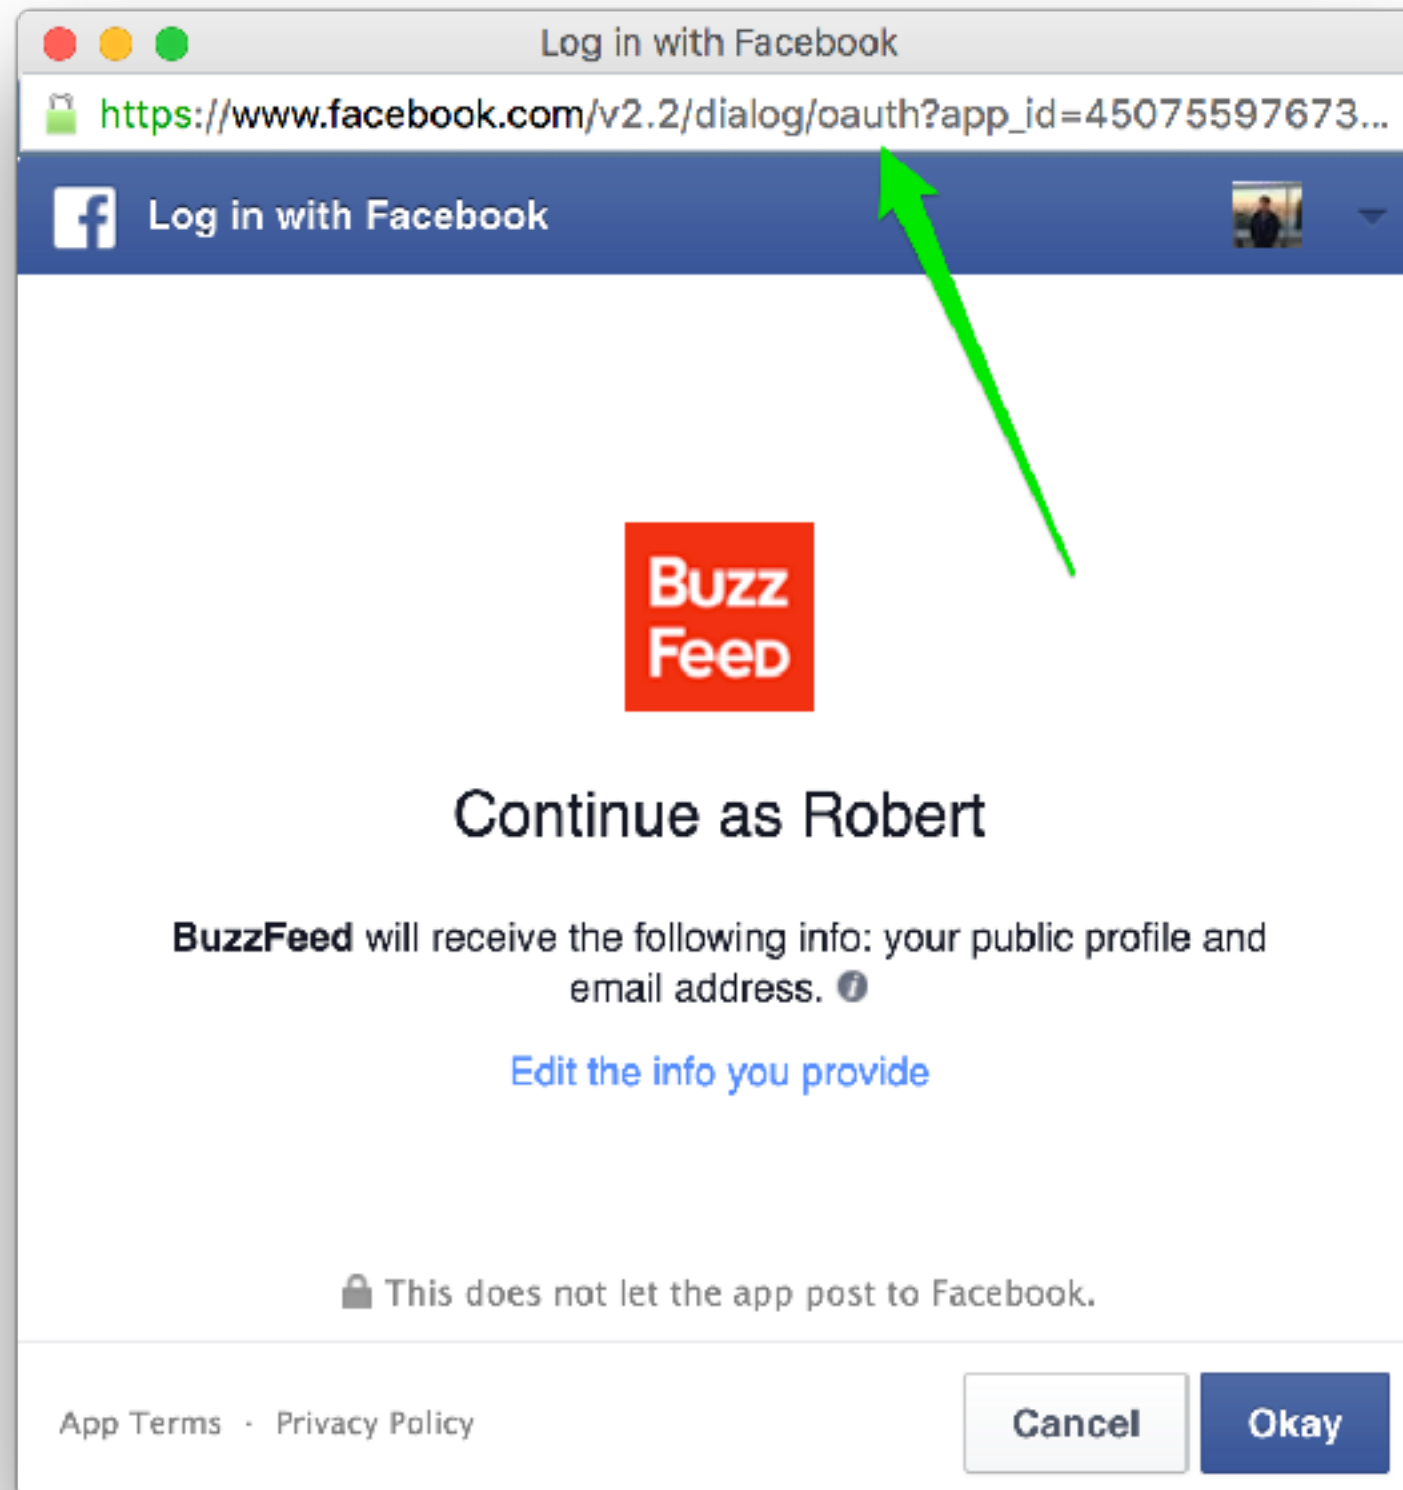 Log in with Facebook
https://www.facebook.com/v2.2/dialog/oauth?app_id=45075597673...
f Log in with Facebook
Buzz
FeeD
Continue as Robert
BuzzFeed will receive the following info: your public profile and
email address. i
Edit the info you provide
This does not let the app post to Facebook.
App Terms · Privacy Policy
Cancel Okay